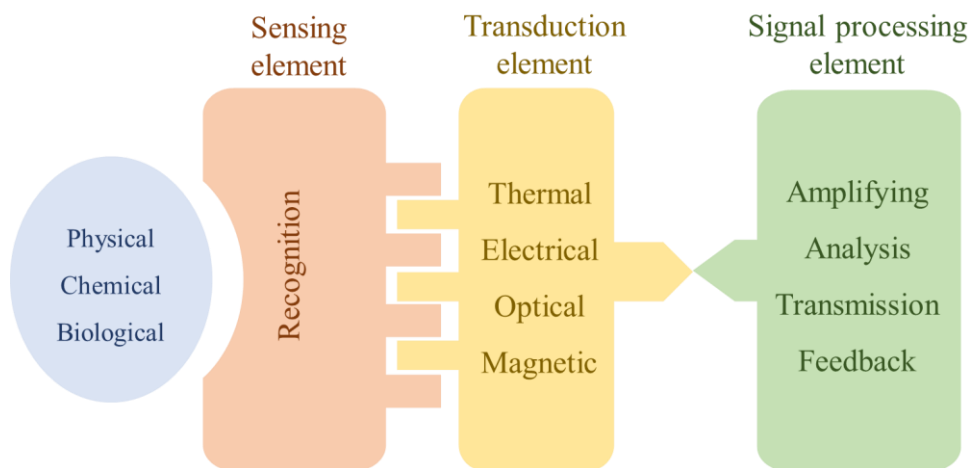 Sensing
element
Transduction
element
Signal processing
element
Physical
Chemical
Biological
Recognition
Thermal
Electrical
Optical
Magnetic
Amplifying
Analysis
Transmission
Feedback